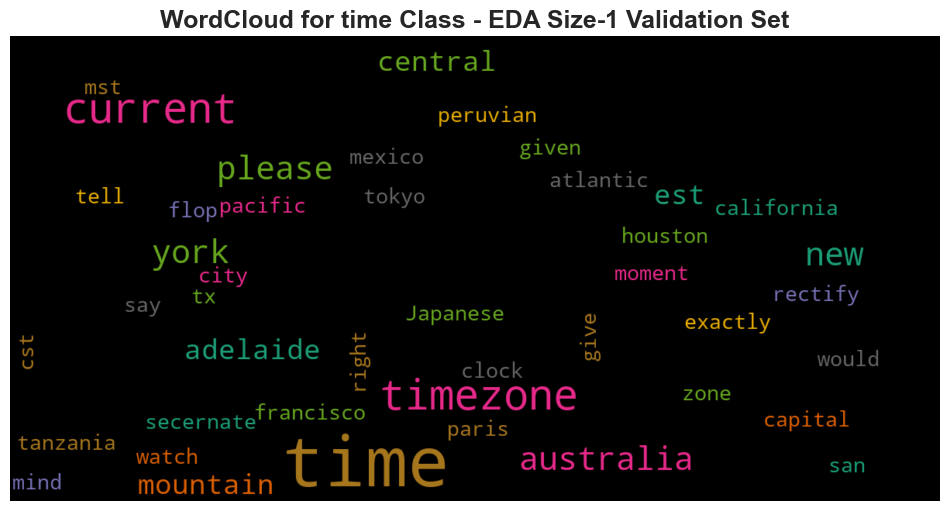 WordCloud for time Class - EDA Size-1 Validation Set
central
mst
current
peruvian
given
mexico
please
atlantic
tell
tokyo
est
flop
pacific
california
houston
york
new
city
moment
tx
rectify
say
Japanese
exactly
give
cst
adelaide
right
would
clock
timezone
zone
francisco
secernate
capital
paris
tanzania
watch
time
australia
san
mind
mountain